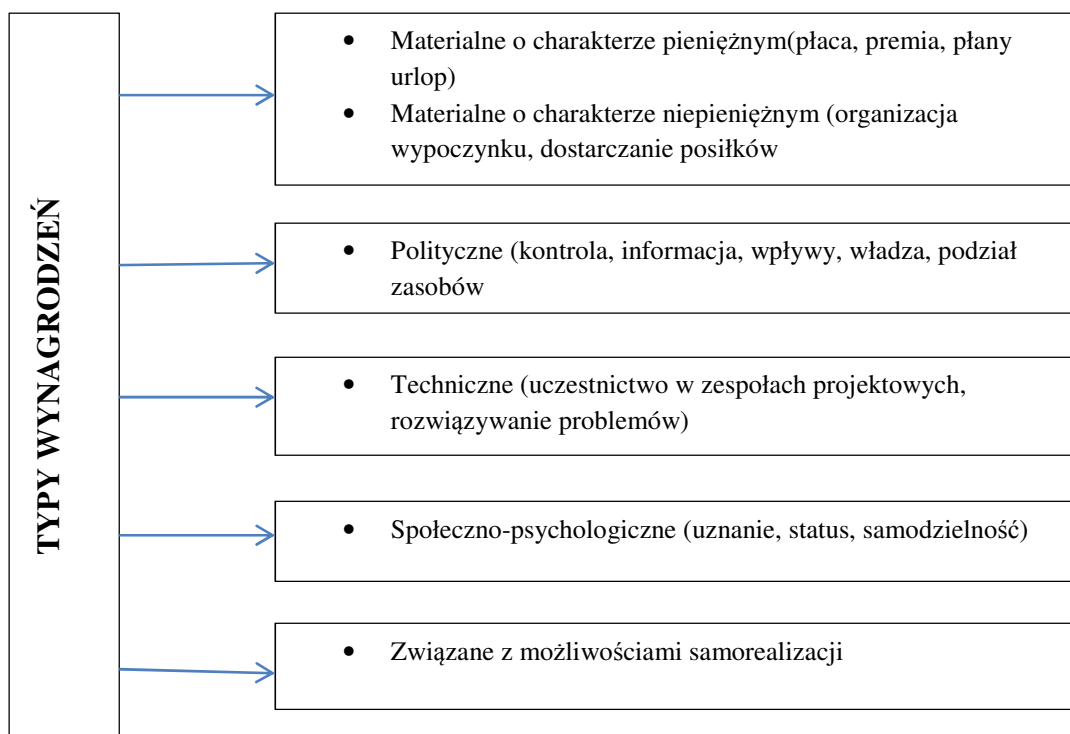 TYPY WYNAGRODZEŃ
• Materialne o charakterze pieniężnym(płaca, premia, płany
urlop)
• Materialne o charakterze niepieniężnym (organizacja
wypoczynku, dostarczanie posiłków
• Polityczne (kontrola, informacja, wpływy, władza, podział
zasobów
• Techniczne (uczestnictwo w zespołach projektowych,
rozwiązywanie problemów)
• Społeczno-psychologiczne (uznanie, status, samodzielność)
• Związane z możliwościami samorealizacji